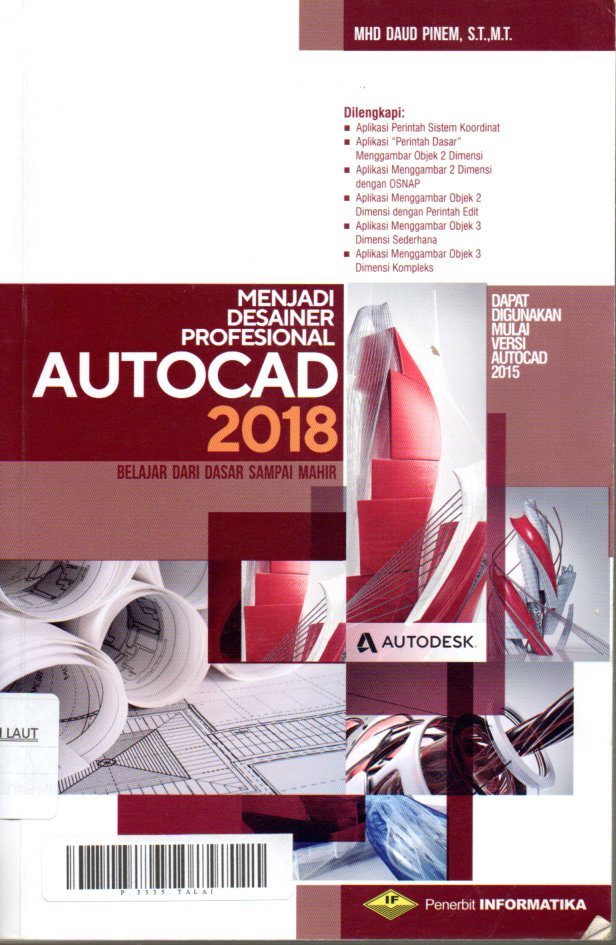 MHD DAUD PINEM, S.T.,M.T.
Dilengkapi:
Aplikasi Perintah Sistem Koordinat
Aplikasi "Perintah Dasar"
Menggambar Objek 2 Dimensi
Aplikasi Menggambar 2 Dimensi
dengan OSNAP
Aplikasi Menggambar Objek 2
Dimensi dengan Perintah Edit
Aplikasi Menggambar Objek 3
Dimensi Sederhana
Aplikasi Menggambar Objek 3
Dimensi Kompleks
MENJADI
DESAINER
PROFESIONAL
AUTOCAD
2018
BELAJAR DARI DASAR SAMPAI MAHIR
DAPAT
DIGUNAKAN
MULAI
VERSI
AUTOCAD
2015
AUTODESK
LAUT
P.3335.TALA1
IF
Penerbit INFORMATIKA